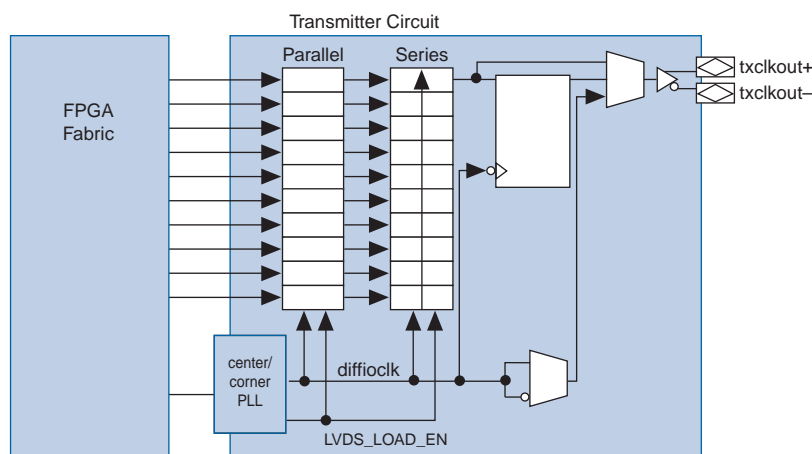 Transmitter Circuit
Parallel
Series
FPGA
Fabric
txclkout+
txclkout–
center/
corner
PLL
diffioclk
LVDS_LOAD_EN